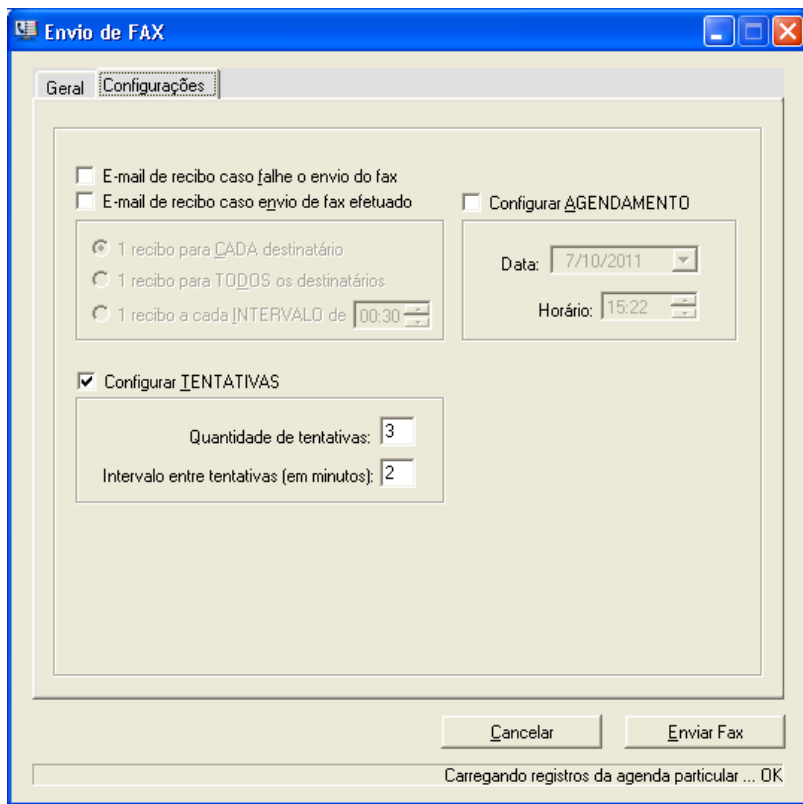 Envio de FAX
Geral
Configurações
E-mail de recibo caso falhe o envio do fax
E-mail de recibo caso envio de fax efetuado
1 recibo para CADA destinatário
1 recibo para TODOS os destinatários
1 recibo a cada INTERVALO de 00:30
Configurar AGENDAMENTO
Data: 7/10/2011
Horário: 15:22
Configurar TENTATIVAS
Quantidade de tentativas: 3
Intervalo entre tentativas (em minutos): 2
Cancelar
Enviar Fax
Carregando registros da agenda particular ... OK